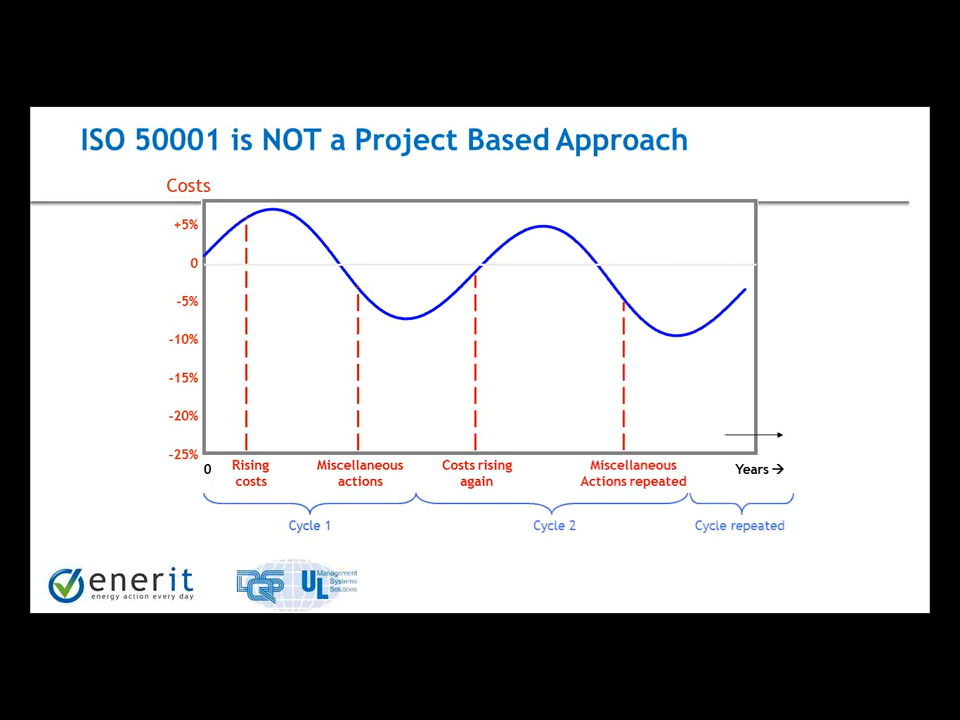 ISO 50001 is NOT a Project Based Approach
Costs
+5%
0
-5%
-10%
-15%
-20%
-25%
0
Rising
costs
Miscellaneous
actions
Costs rising
again
Miscellaneous
Actions repeated
Years →
Cycle 1
Cycle 2
Cycle repeated
enerit
energy action every day
DQS
UL
Management
Systems
Solutions